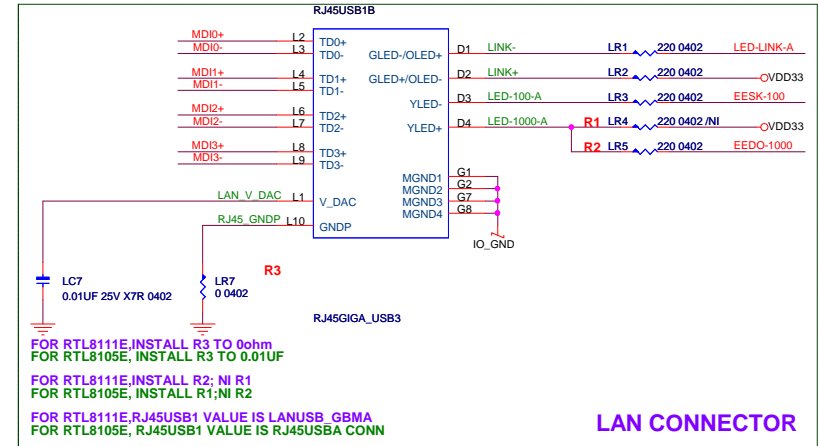 RJ45USB1B
MDI0+ L2 TD0+
MDI0- L3 TD0-
MDI1+ L4 TD1+
MDI1- L5 TD1-
MDI2+ L6 TD2+
MDI2- L7 TD2-
MDI3+ L8 TD3+
MDI3- L9 TD3-
LAN_V_DAC L1 V_DAC
RJ45_GNDP L10 GNDP
GLED-/OLED+ D1 LINK- LR1 220 0402 LED-LINK-A
GLED+/OLED- D2 LINK+ LR2 220 0402 VDD33
YLED- D3 LED-100-A LR3 220 0402 EESK-100
YLED+ D4 LED-1000-A R1 LR4 220 0402 /NI VDD33
R2 LR5 220 0402 EEDO-1000
MGND1 G1
MGND2 G2
MGND3 G7
MGND4 G8
IO_GND
LC7
0.01UF 25V X7R 0402
R3
LR7
0 0402
RJ45GIGA_USB3
FOR RTL8111E,INSTALL R3 TO 0ohm
FOR RTL8105E, INSTALL R3 TO 0.01UF
FOR RTL8111E,INSTALL R2; NI R1
FOR RTL8105E, INSTALL R1;NI R2
FOR RTL8111E,RJ45USB1 VALUE IS LANUSB_GBMA
FOR RTL8105E, RJ45USB1 VALUE IS RJ45USBA CONN
LAN CONNECTOR